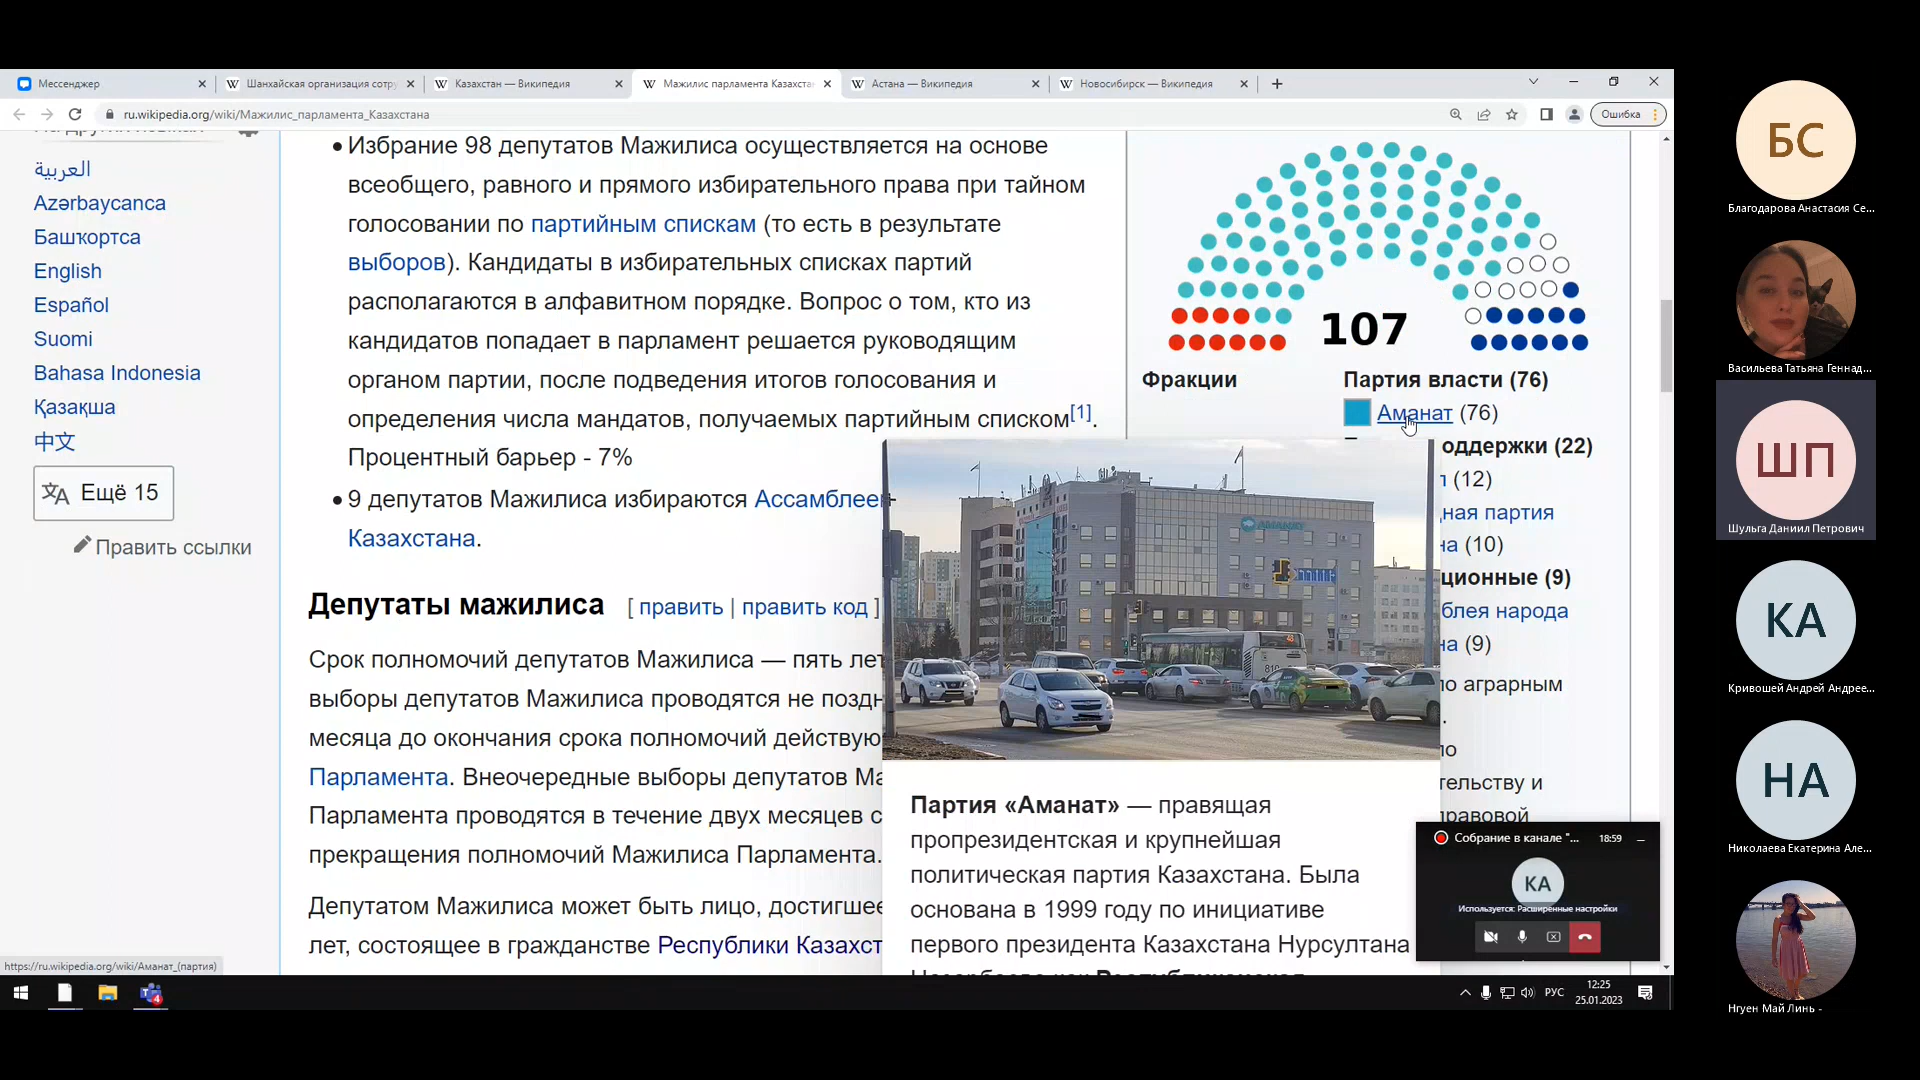 Мессенджер
Шанхайская организация сотру
Казахстан — Википедия
Мажилис парламента Казахста
Астана — Википедия
Новосибирск — Википедия
ru.wikipedia.org/wiki/Мажилис_парламента_Казахстана
Ошибка
العربية
Azərbaycanca
Башҡортса
English
Español
Suomi
Bahasa Indonesia
Қазақша
中文
Ещё 15
Править ссылки
Избрание 98 депутатов Мажилиса осуществляется на основе
всеобщего, равного и прямого избирательного права при тайном
голосовании по партийным спискам (то есть в результате
выборов). Кандидаты в избирательных списках партий
располагаются в алфавитном порядке. Вопрос о том, кто из
кандидатов попадает в парламент решается руководящим
органом партии, после подведения итогов голосования и
определения числа мандатов, получаемых партийным списком[1].
Процентный барьер - 7%
9 депутатов Мажилиса избираются Ассамблеей
Казахстана.
Депутаты мажилиса [ править | править код ]
Срок полномочий депутатов Мажилиса — пять лет
выборы депутатов Мажилиса проводятся не поздн
месяца до окончания срока полномочий действую
Парламента. Внеочередные выборы депутатов Ма
Парламента проводятся в течение двух месяцев с
прекращения полномочий Мажилиса Парламента.
Депутатом Мажилиса может быть лицо, достигшее
лет, состоящее в гражданстве Республики Казахст
107
Фракции
Партия власти (76)
Аманат (76)
оддержки (22)
(12)
ная партия
на (10)
ционные (9)
блея народа
на (9)
о аграрным
тельству и
равовой
AMANAT
48
810
Партия «Аманат» — правящая
пропрезидентская и крупнейшая
политическая партия Казахстана. Была
основана в 1999 году по инициативе
первого президента Казахстана Нурсултана
Собрание в канале "...
18:59
КА
Используется: Расширенные настройки
https://ru.wikipedia.org/wiki/Аманат_(партия)
4
РУС
12:25
25.01.2023
БС
Благодарова Анастасия Се...
Васильева Татьяна Геннад...
ШП
Шульга Даниил Петрович
КА
Кривошей Андрей Андрее...
НА
Николаева Екатерина Але...
Нгуен Май Линь -